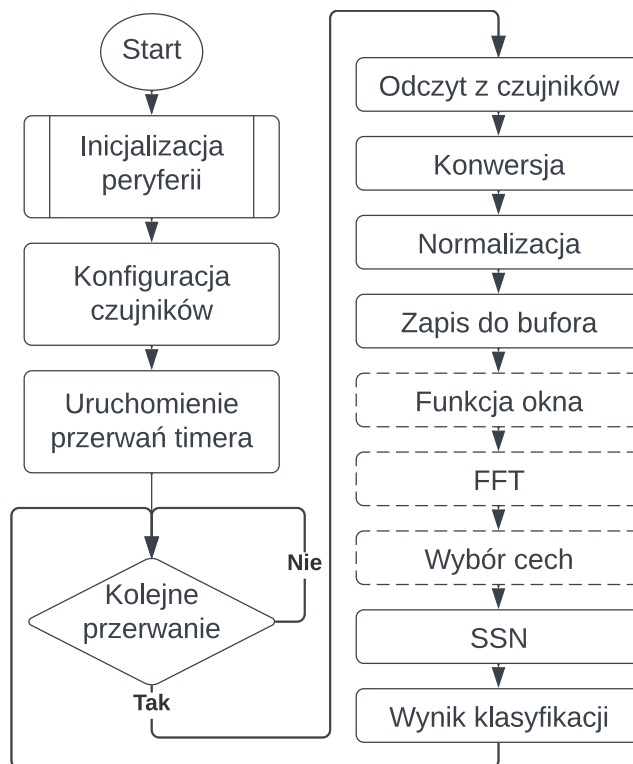 Start
Inicjalizacja
peryferii
Konfiguracja
czujników
Uruchomienie
przerwań timera
Kolejne
przerwanie
Nie
Tak
Odczyt z czujników
Konwersja
Normalizacja
Zapis do bufora
Funkcja okna
FFT
Wybór cech
SSN
Wynik klasyfikacji